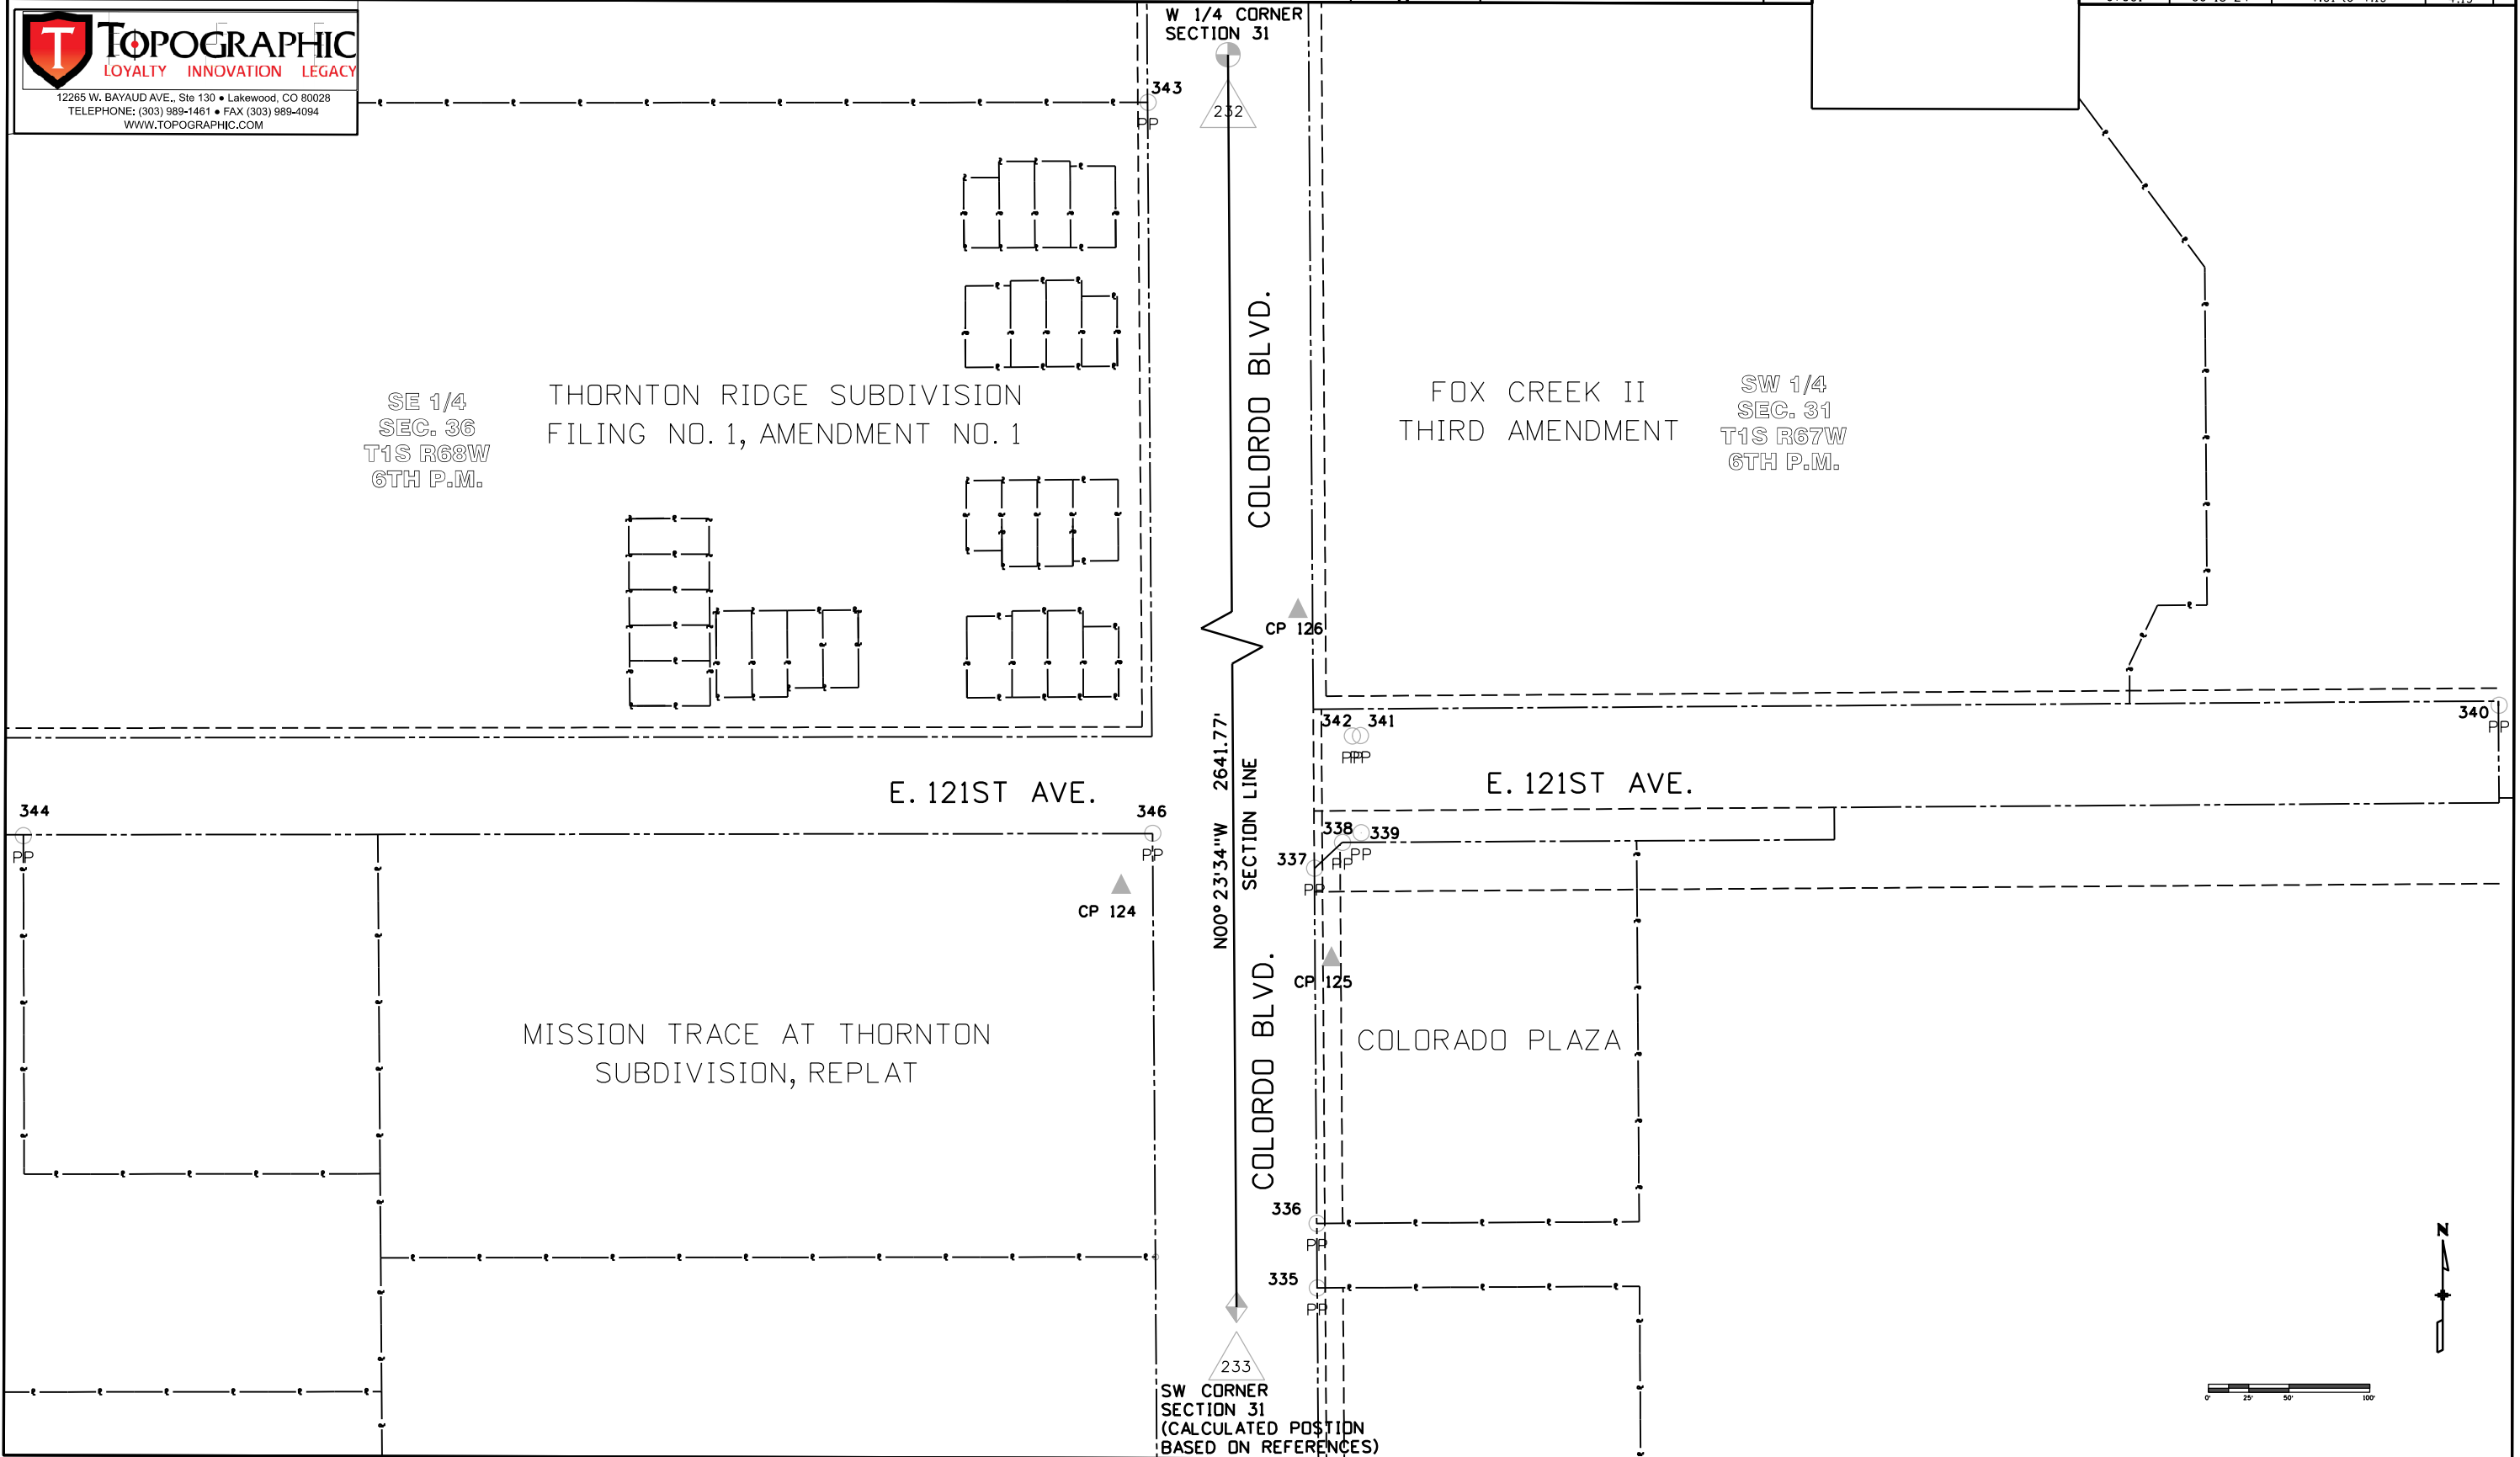 TOPOGRAPHIC
LOYALTY INNOVATION LEGACY
12265 W. BAYAUD AVE., Ste 130 • Lakewood, CO 80028
TELEPHONE: (303) 989-1461 • FAX (303) 989-4094
WWW.TOPOGRAPHIC.COM
W 1/4 CORNER
SECTION 31
232
343
PP
SE 1/4
SEC. 36
T1S R68W
6TH P.M.
THORNTON RIDGE SUBDIVISION
FILING NO. 1, AMENDMENT NO. 1
COLORDO BLVD.
FOX CREEK II
THIRD AMENDMENT
SW 1/4
SEC. 31
T1S R67W
6TH P.M.
CP 126
342 341
PP PP
340
PP
N00°23'34"W 2641.77'
SECTION LINE
E. 121ST AVE.
E. 121ST AVE.
344
PP
346
PP
338
PP
339
PP
337
PP
CP 124
CP 125
COLORDO BLVD.
MISSION TRACE AT THORNTON
SUBDIVISION, REPLAT
COLORADO PLAZA
336
PP
335
PP
N
233
SW CORNER
SECTION 31
(CALCULATED POSTION
BASED ON REFERENCES)
0' 25' 50' 100'